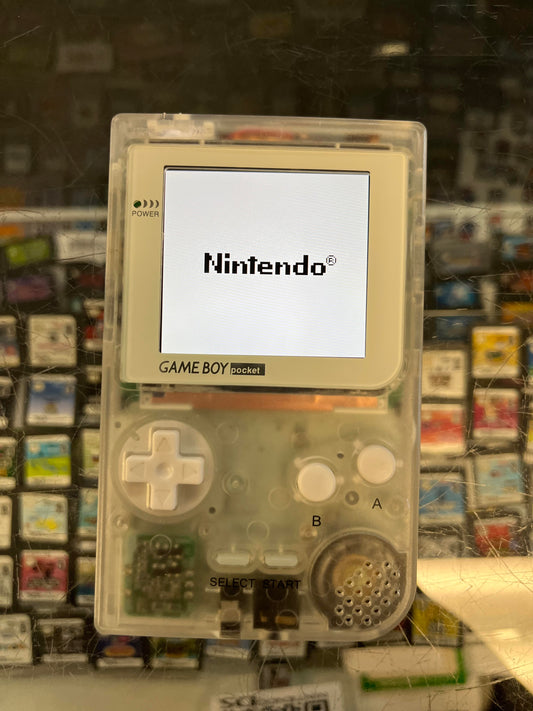 POWER
Nintendo®
GAME BOY pocket
B
A
SELECT START